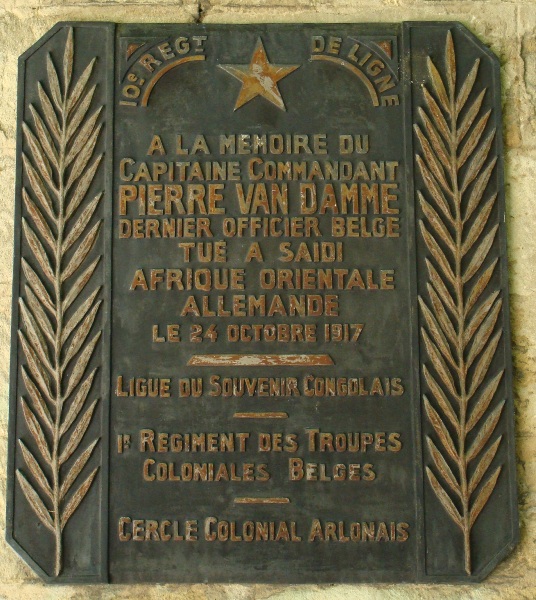 10e REGT DE LIGNE
A LA MEMOIRE DU
CAPITAINE COMMANDANT
PIERRE VAN DAMME
DERNIER OFFICIER BELGE
TUÉ A SAIDI
AFRIQUE ORIENTALE
ALLEMANDE
LE 24 OCTOBRE 1917
LIGUE DU SOUVENIR CONGOLAIS
1R REGIMENT DES TROUPES
COLONIALES BELGES
CERCLE COLONIAL ARLONAIS